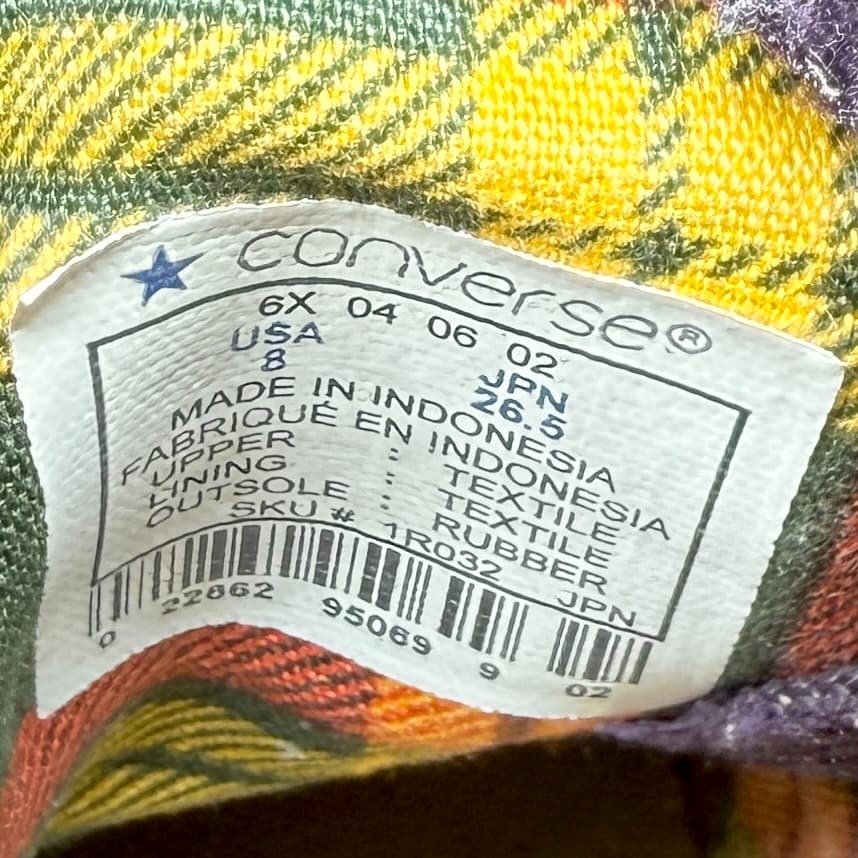 converse®
6X 04 06 02
USA JPN
8 26.5
MADE IN INDONESIA
FABRIQUÉ EN INDONESIA
UPPER : TEXTILE
LINING : TEXTILE
OUTSOLE : RUBBER
SKU # 1R032 JPN
0 22862 95069 9 02